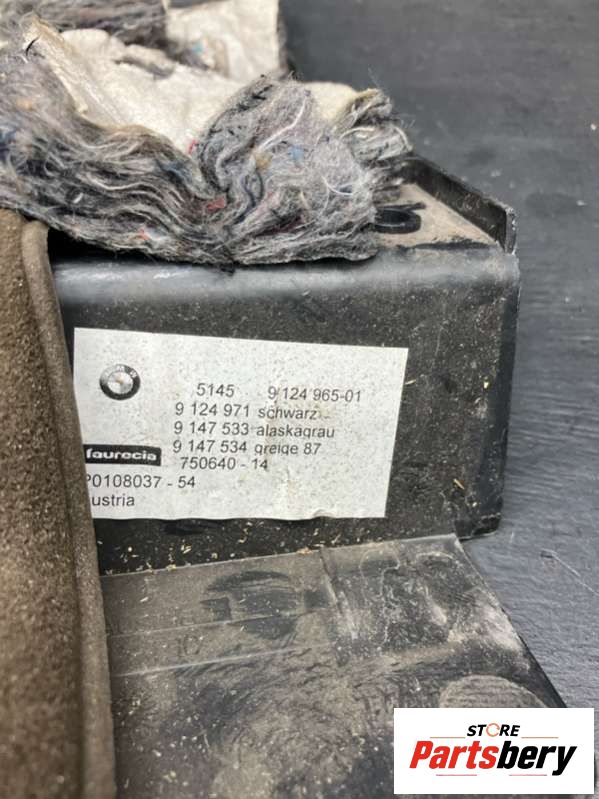 5145 9 124 965-01
9 124 971 schwarz
9 147 533 alaskagrau
9 147 534 greige 87
faurecia
750640 - 14
P0108037 - 54
ustria
STORE
Partsbery